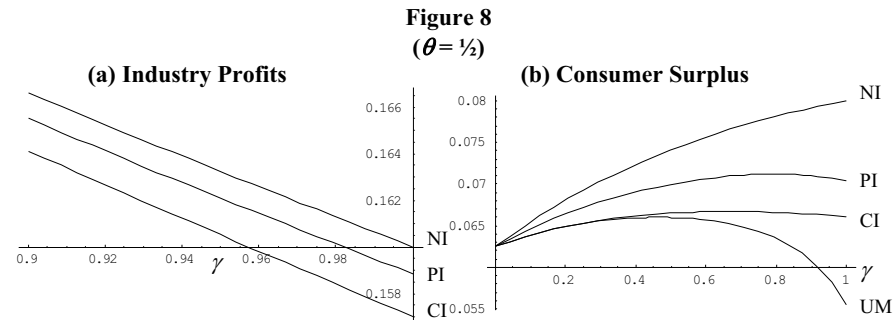 Figure 8
(θ = ½)
(a) Industry Profits
(b) Consumer Surplus
0.166
0.164
0.162
0.158
0.9
0.92
0.94
0.96
0.98
γ
NI
PI
CI
0.08
0.075
0.07
0.065
0.055
0.2
0.4
0.6
0.8
1
γ
NI
PI
CI
UM